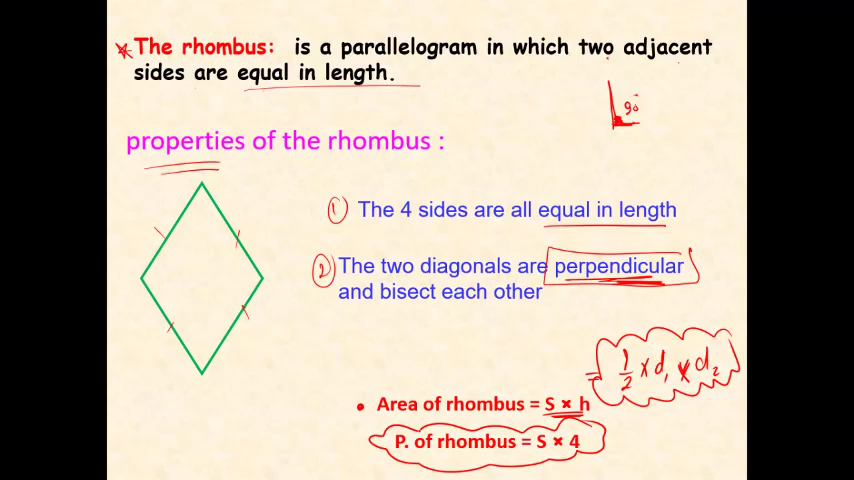 The rhombus: is a parallelogram in which two adjacent
sides are equal in length.
90°
properties of the rhombus :
1 The 4 sides are all equal in length
2 The two diagonals are perpendicular
and bisect each other
= 1/2 × d₁ × d₂
• Area of rhombus = S × h
P. of rhombus = S × 4